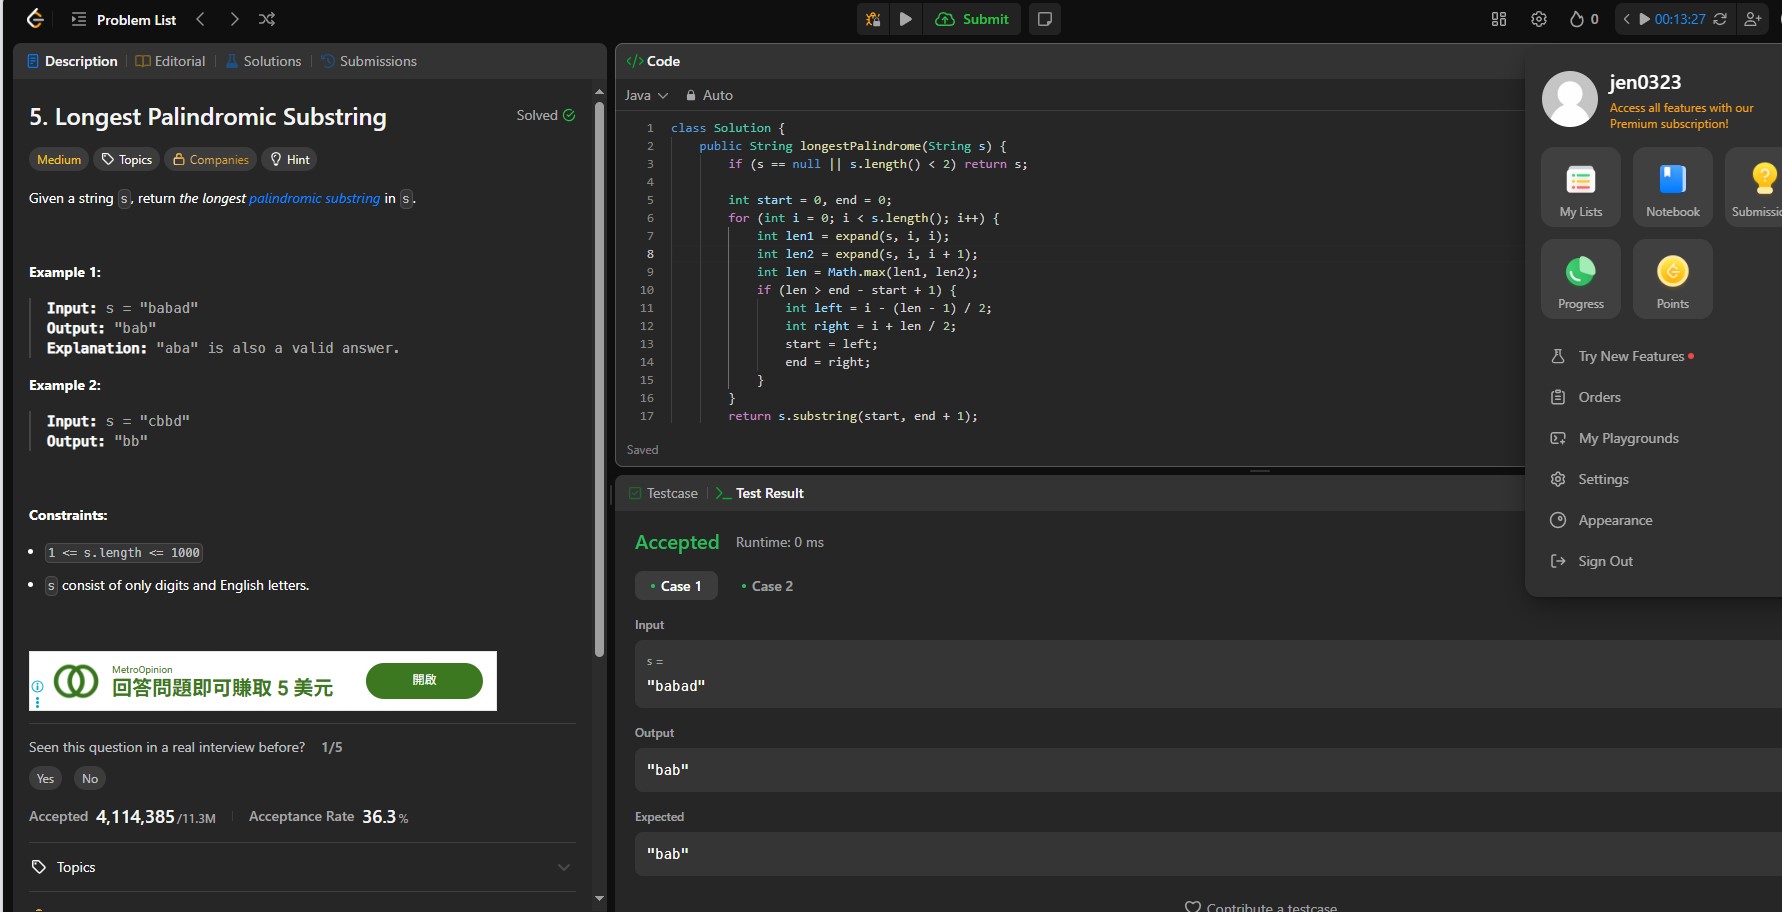 Problem List
Submit
0
00:13:27
Description
Editorial
Solutions
Submissions
5. Longest Palindromic Substring
Solved
Medium
Topics
Companies
Hint
Given a string s, return the longest palindromic substring in s.
Example 1:
Input: s = "babad"
Output: "bab"
Explanation: "aba" is also a valid answer.
Example 2:
Input: s = "cbbd"
Output: "bb"
Constraints:
1 <= s.length <= 1000
s consist of only digits and English letters.
MetroOpinion
回答問題即可賺取 5 美元
開啟
Seen this question in a real interview before? 1/5
Yes
No
Accepted 4,114,385/11.3M
Acceptance Rate 36.3%
Topics
</> Code
Java
Auto
1 class Solution {
2 public String longestPalindrome(String s) {
3 if (s == null || s.length() < 2) return s;
4
5 int start = 0, end = 0;
6 for (int i = 0; i < s.length(); i++) {
7 int len1 = expand(s, i, i);
8 int len2 = expand(s, i, i + 1);
9 int len = Math.max(len1, len2);
10 if (len > end - start + 1) {
11 int left = i - (len - 1) / 2;
12 int right = i + len / 2;
13 start = left;
14 end = right;
15 }
16 }
17 return s.substring(start, end + 1);
Saved
Testcase
Test Result
Accepted
Runtime: 0 ms
Case 1
Case 2
Input
s =
"babad"
Output
"bab"
Expected
"bab"
Contribute a testcase
jen0323
Access all features with our
Premium subscription!
My Lists
Notebook
Submissio
Progress
Points
Try New Features
Orders
My Playgrounds
Settings
Appearance
Sign Out